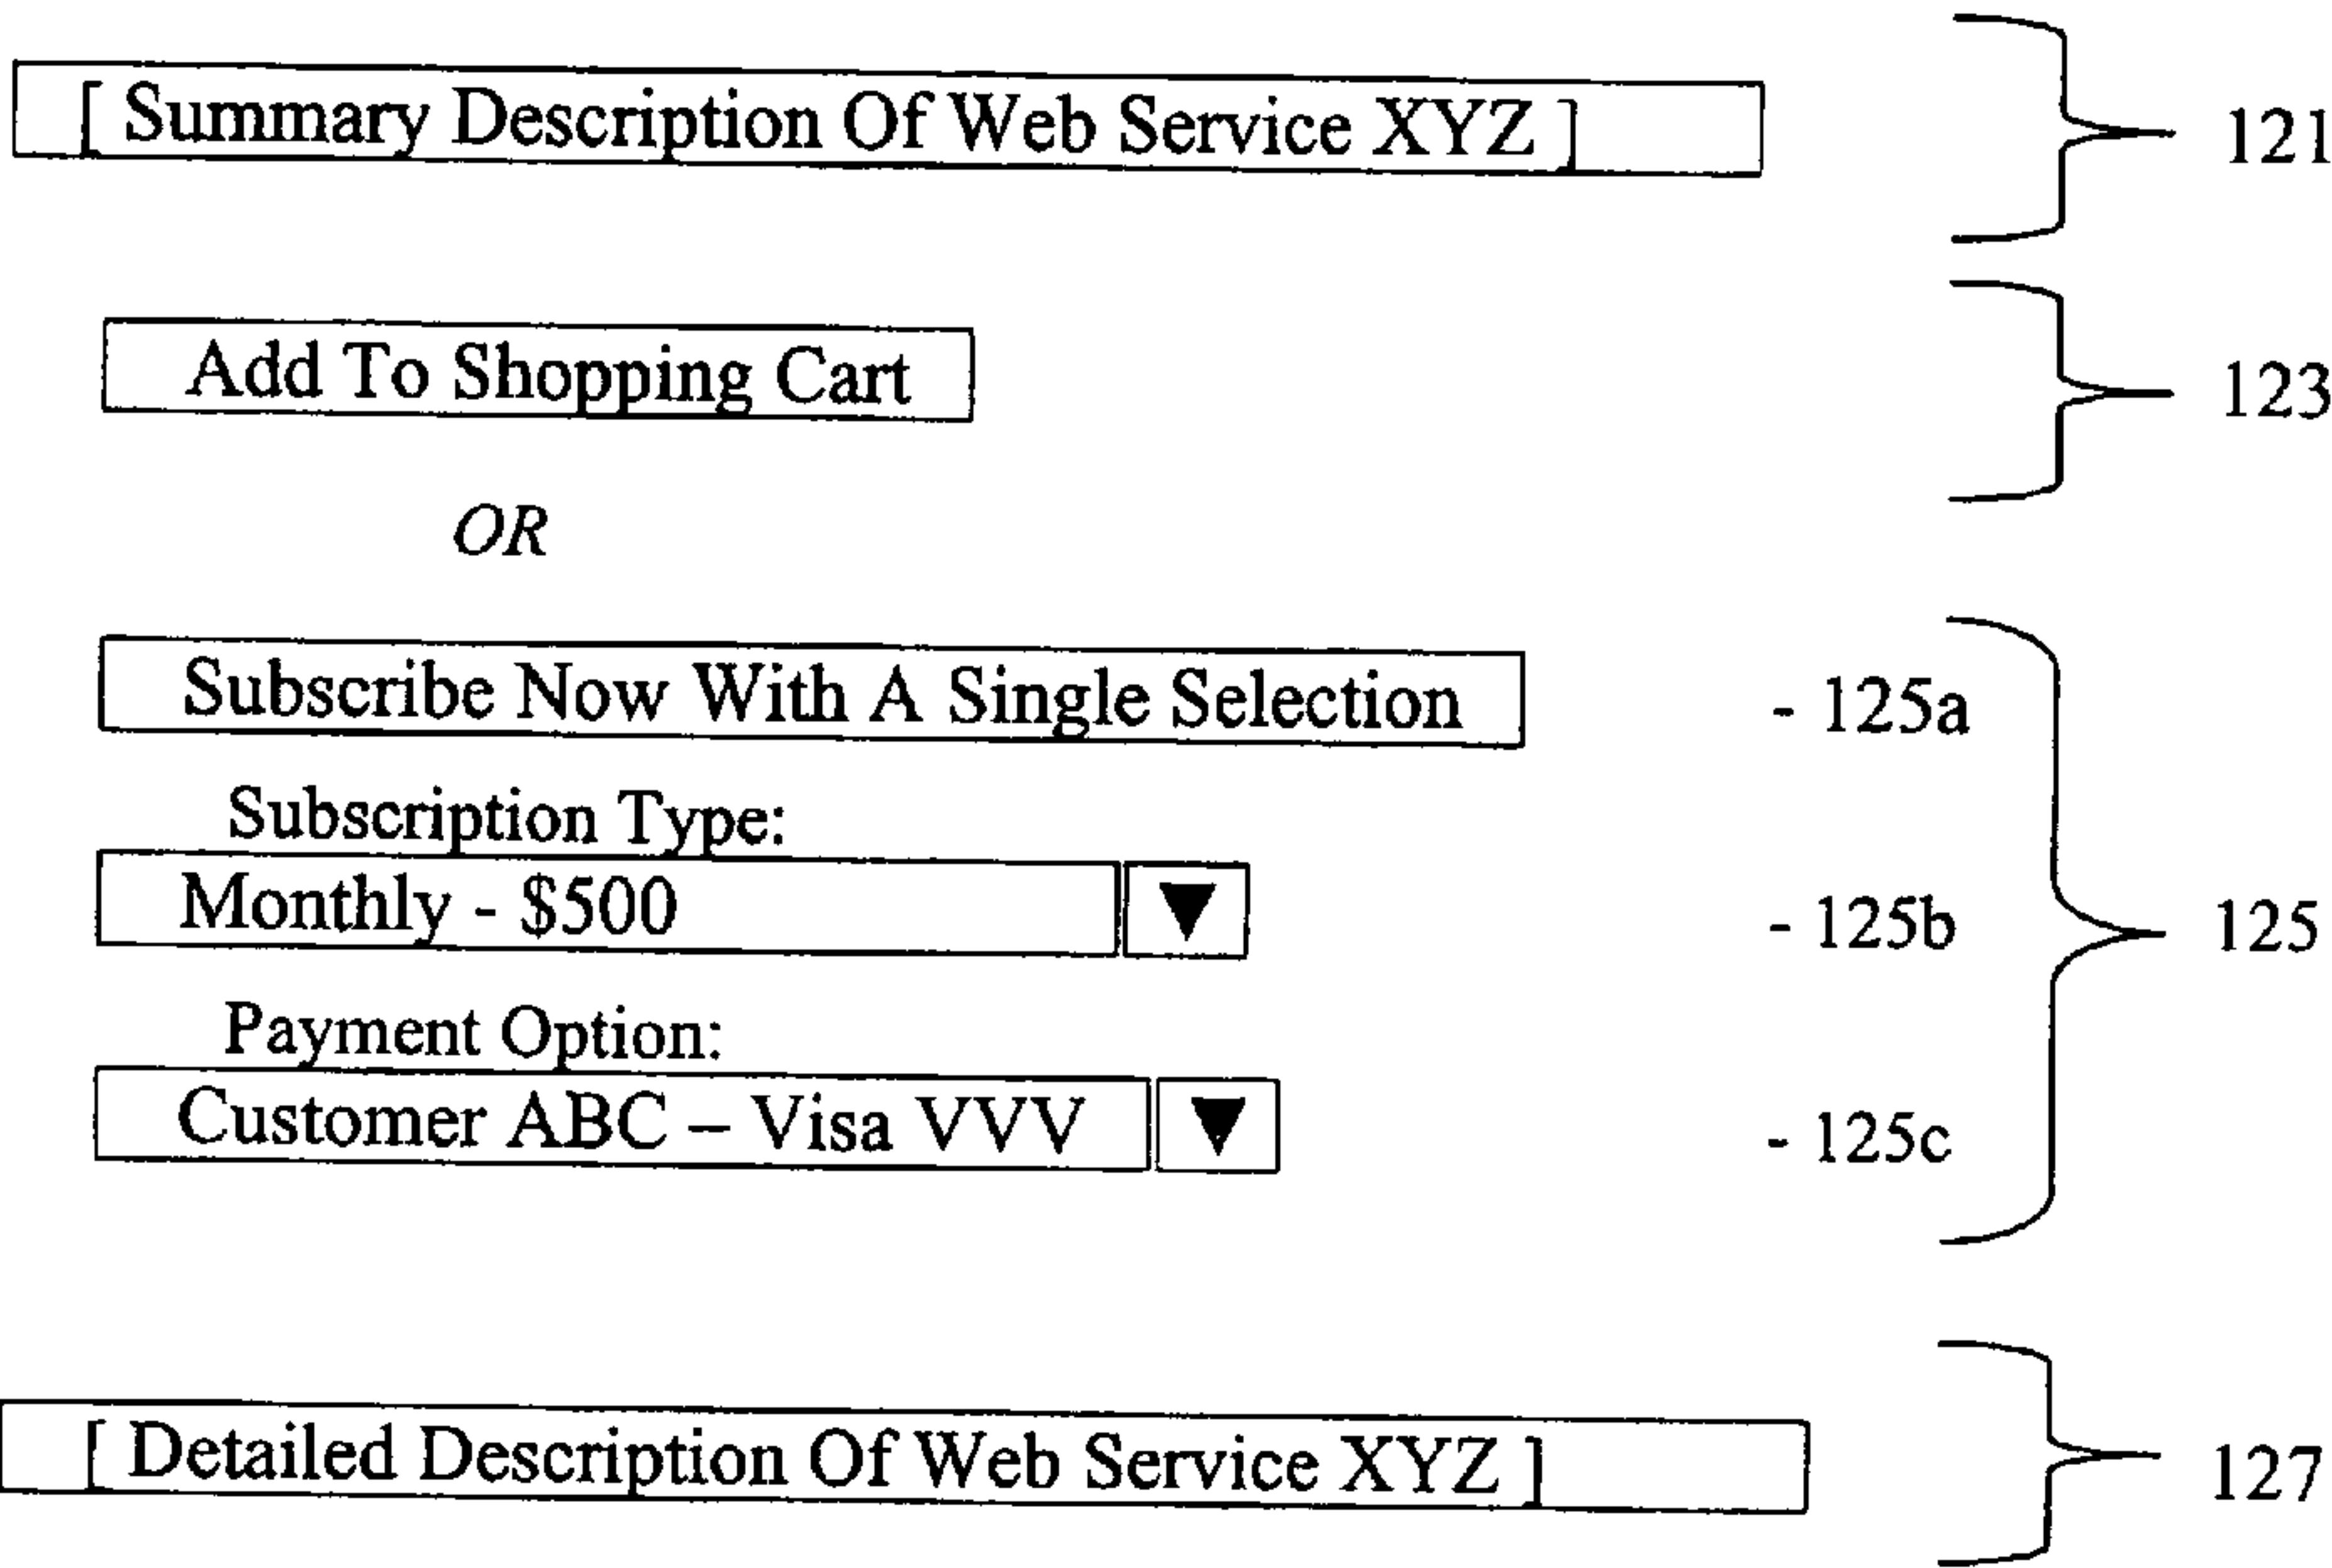 [ Summary Description Of Web Service XYZ ] 121
Add To Shopping Cart 123
OR
Subscribe Now With A Single Selection - 125a
Subscription Type:
Monthly - $500 ▼ - 125b 125
Payment Option:
Customer ABC – Visa VVV ▼ - 125c
[ Detailed Description Of Web Service XYZ ] 127